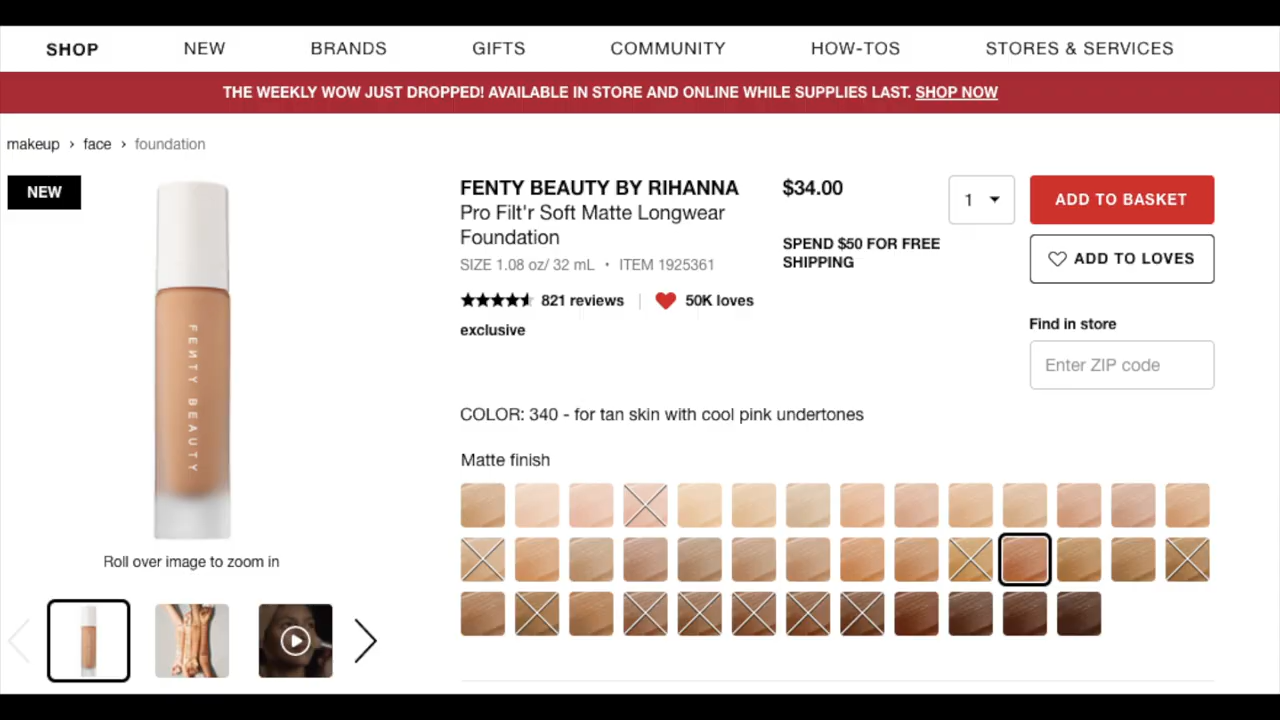 SHOP NEW BRANDS GIFTS COMMUNITY HOW-TOS STORES & SERVICES
THE WEEKLY WOW JUST DROPPED! AVAILABLE IN STORE AND ONLINE WHILE SUPPLIES LAST. SHOP NOW
makeup › face › foundation
NEW
FENTY BEAUTY
Roll over image to zoom in
FENTY BEAUTY BY RIHANNA
Pro Filt'r Soft Matte Longwear
Foundation
SIZE 1.08 oz/ 32 mL • ITEM 1925361
821 reviews | 50K loves
exclusive
$34.00
SPEND $50 FOR FREE
SHIPPING
1
ADD TO BASKET
ADD TO LOVES
Find in store
Enter ZIP code
COLOR: 340 - for tan skin with cool pink undertones
Matte finish